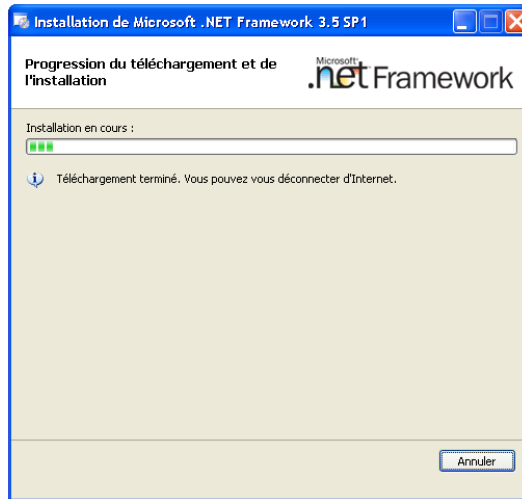 Installation de Microsoft .NET Framework 3.5 SP1
Progression du téléchargement et de
l'installation
Microsoft
.net Framework
Installation en cours :
Téléchargement terminé. Vous pouvez vous déconnecter d'Internet.
Annuler